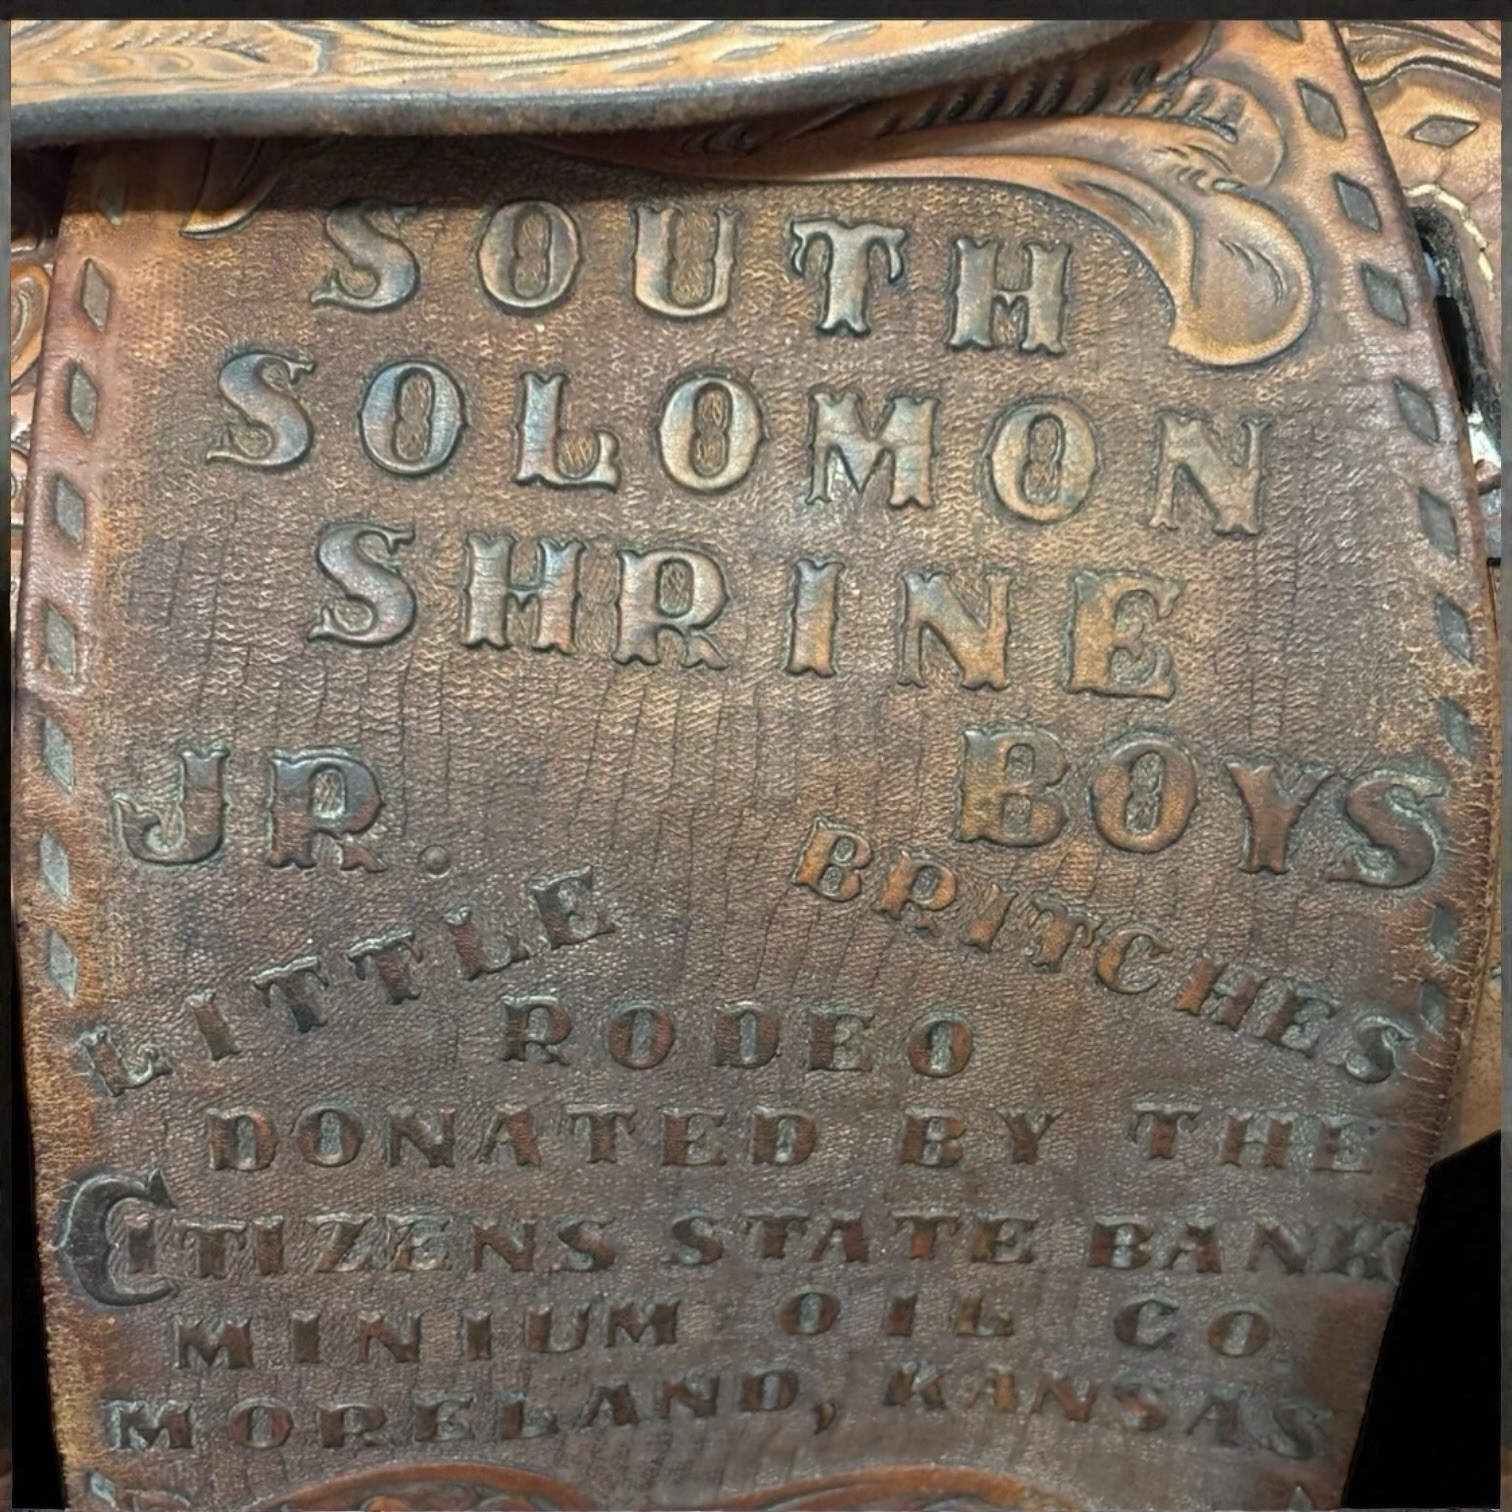 SOUTH
SOLOMON
SHRINE
JR. BOYS
LITTLE BRITCHES
RODEO
DONATED BY THE
CITIZENS STATE BANK
MINIUM OIL CO
MORELAND, KANSAS